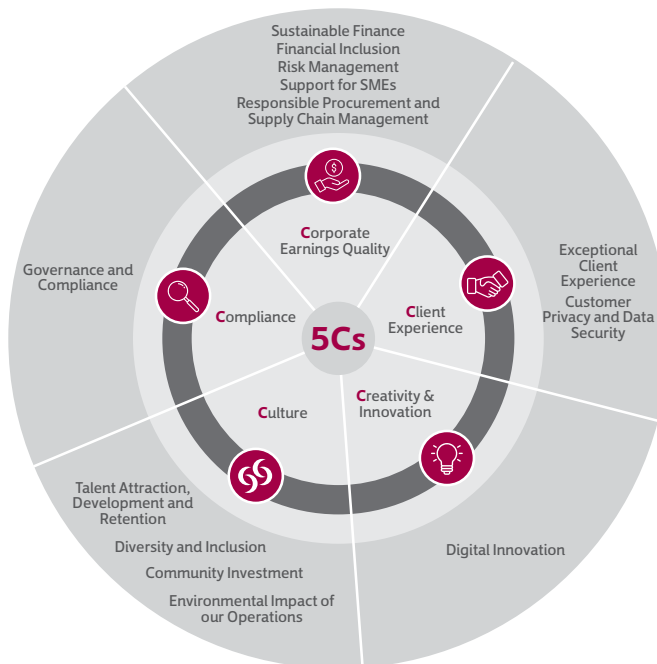 Sustainable Finance
Financial Inclusion
Risk Management
Support for SMEs
Responsible Procurement and
Supply Chain Management
$
Corporate
Earnings Quality
Exceptional
Client
Experience
Customer
Privacy and Data
Security
Governance and
Compliance
Compliance
Client
Experience
5Cs
Culture
Creativity &
Innovation
Talent Attraction,
Development and
Retention
Diversity and Inclusion
Community Investment
Environmental Impact of
our Operations
Digital Innovation